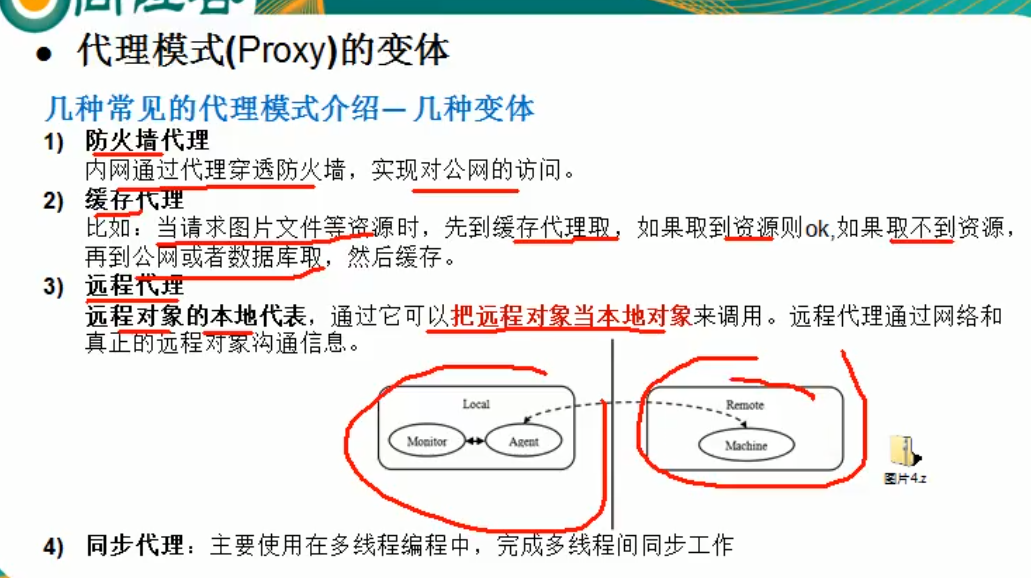 ● 代理模式(Proxy)的变体
几种常见的代理模式介绍— 几种变体
1) 防火墙代理
内网通过代理穿透防火墙，实现对公网的访问。
2) 缓存代理
比如：当请求图片文件等资源时，先到缓存代理取，如果取到资源则ok,如果取不到资源，
再到公网或者数据库取，然后缓存。
3) 远程代理
远程对象的本地代表，通过它可以把远程对象当本地对象来调用。远程代理通过网络和
真正的远程对象沟通信息。
Local
Remote
Monitor
Agent
Machine
图片4.z
4) 同步代理：主要使用在多线程编程中，完成多线程间同步工作